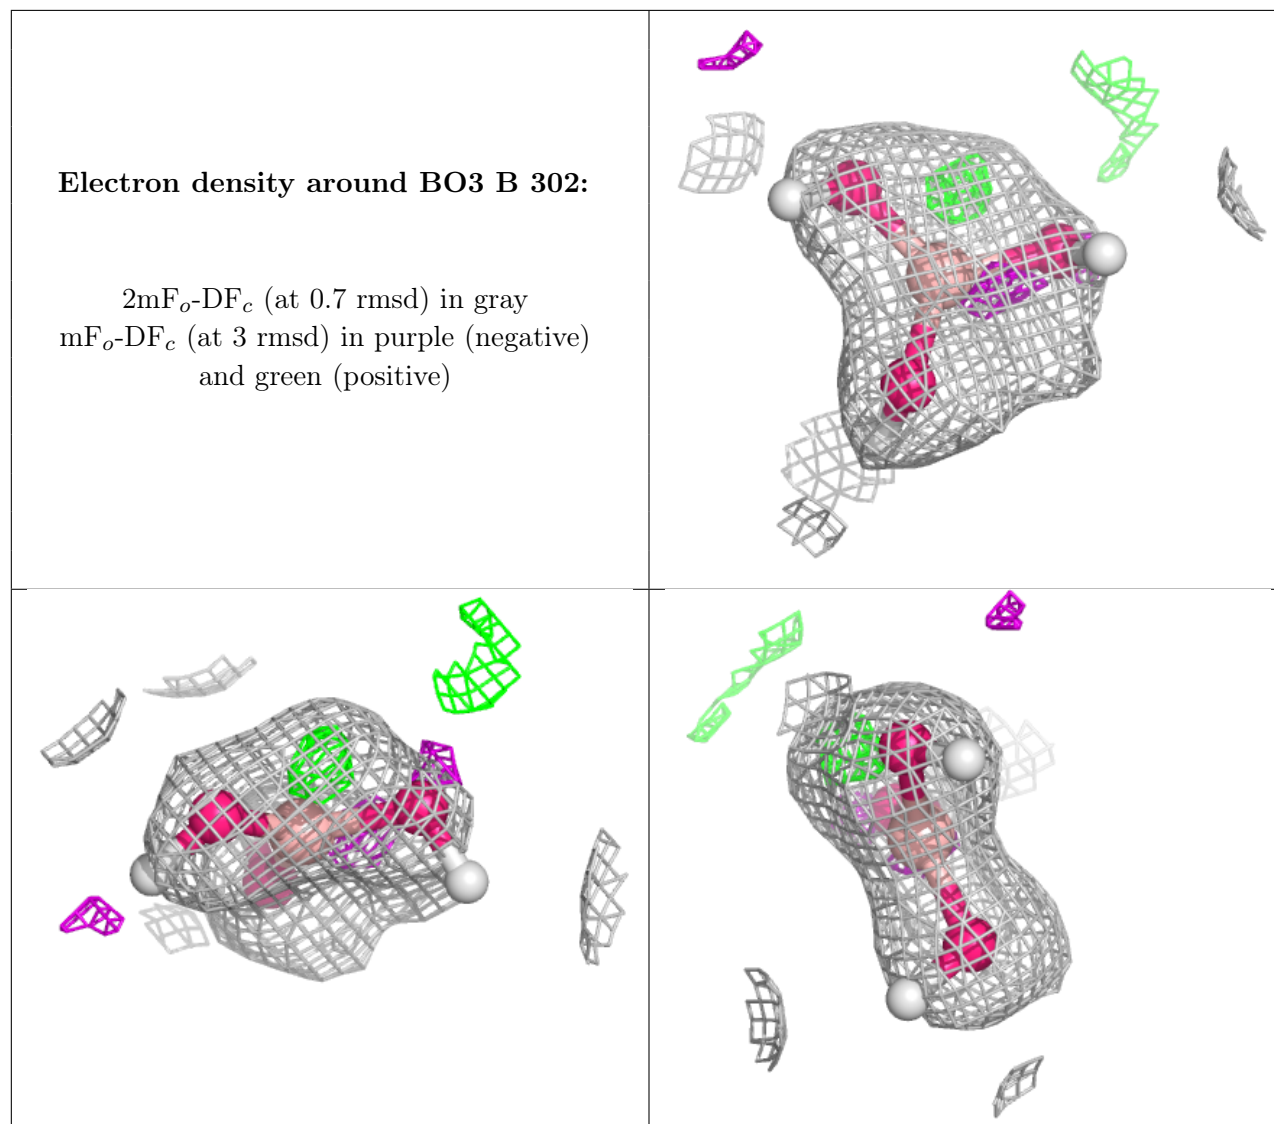 Electron density around BO3 B 302:
2mFo-DFc (at 0.7 rmsd) in gray
mFo-DFc (at 3 rmsd) in purple (negative)
and green (positive)